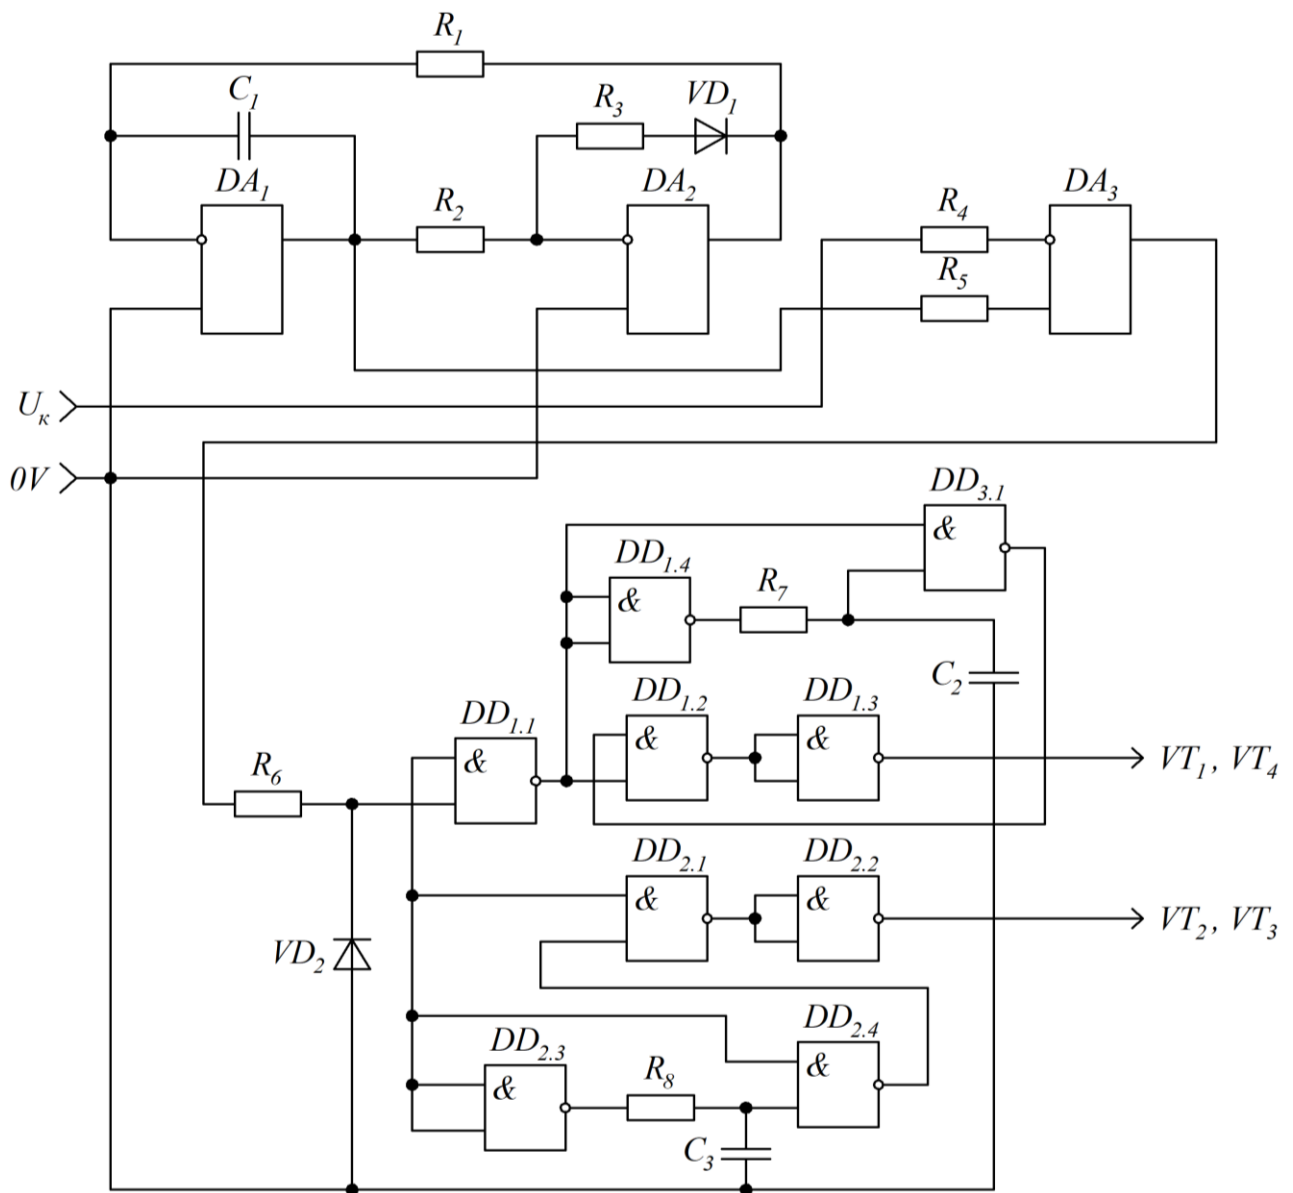 R₁
C₁
R₃ VD₁
DA₁ R₂ DA₂ R₄ DA₃
R₅
Uк
0V
DD₃.₁
&
DD₁.₄
&
R₇
C₂
DD₁.₂ DD₁.₃
& &
DD₁.₁
&
VT₁, VT₄
R₆
DD₂.₁ DD₂.₂
& &
VT₂, VT₃
VD₂
DD₂.₄
&
DD₂.₃
&
R₈
C₃